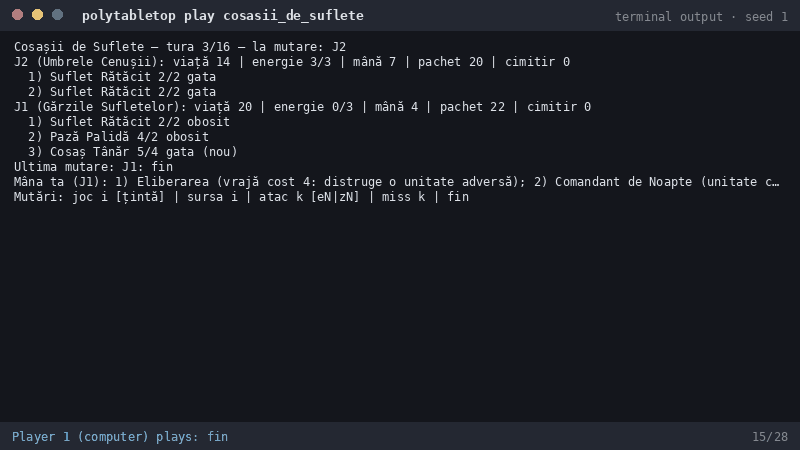 polytabletop play cosasii_de_suflete
terminal output · seed 1
Cosașii de Suflete — tura 3/16 — la mutare: J2
J2 (Umbrele Cenușii): viață 14 | energie 3/3 | mână 7 | pachet 20 | cimitir 0
1) Suflet Rătăcit 2/2 gata
2) Suflet Rătăcit 2/2 gata
J1 (Gărzile Sufletelor): viață 20 | energie 0/3 | mână 4 | pachet 22 | cimitir 0
1) Suflet Rătăcit 2/2 obosit
2) Pază Palidă 4/2 obosit
3) Cosaș Tânăr 5/4 gata (nou)
Ultima mutare: J1: fin
Mâna ta (J1): 1) Eliberarea (vrajă cost 4: distruge o unitate adversă); 2) Comandant de Noapte (unitate c…
Mutări: joc i [țintă] | sursa i | atac k [eN|zN] | miss k | fin
Player 1 (computer) plays: fin
15/28